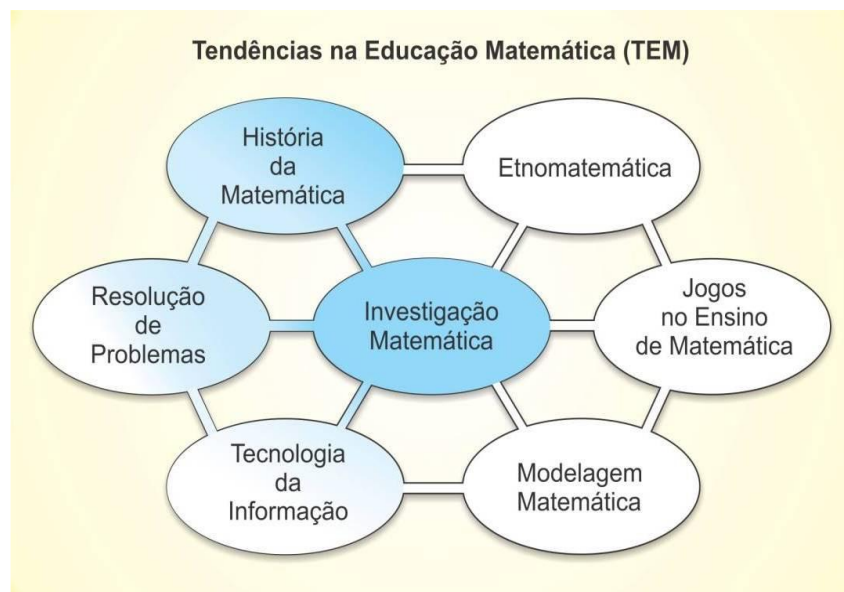 Tendências na Educação Matemática (TEM)
História
da
Matemática
Etnomatemática
Resolução
de
Problemas
Investigação
Matemática
Jogos
no Ensino
de Matemática
Tecnologia
da
Informação
Modelagem
Matemática